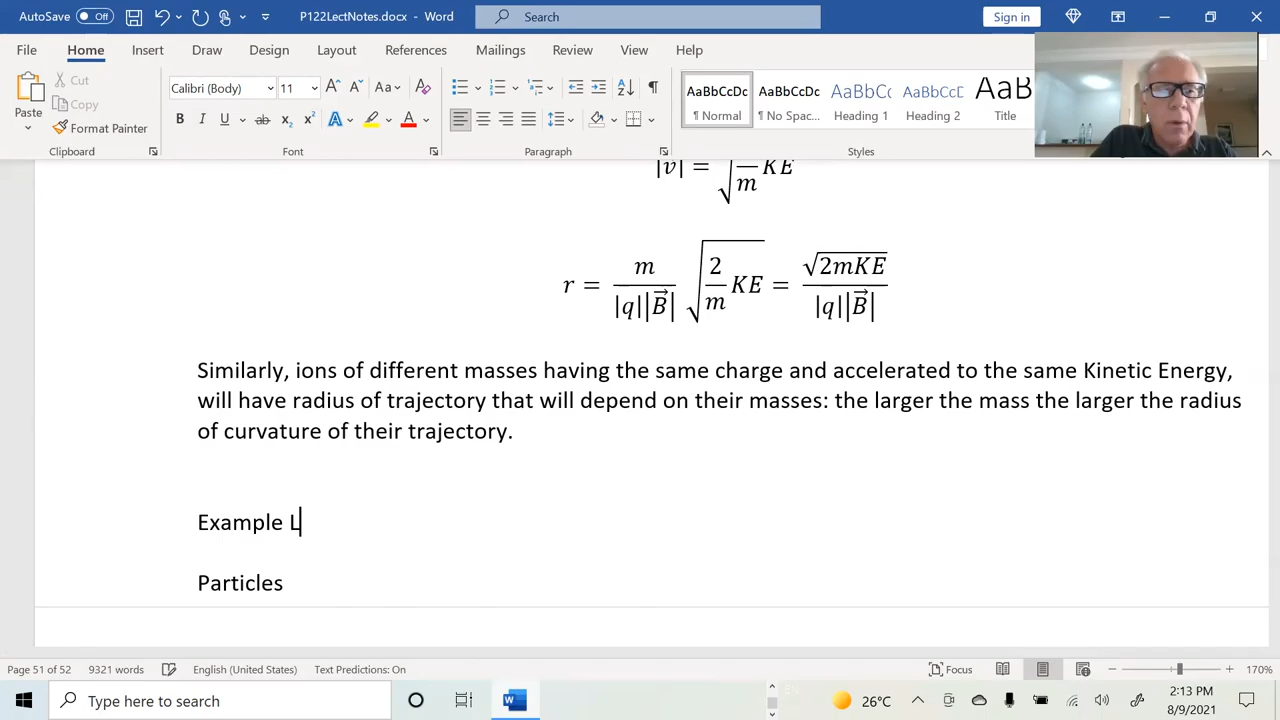 AutoSave Off P122LectNotes.docx - Word Search Sign in
File Home Insert Draw Design Layout References Mailings Review View Help
Paste Cut Copy Format Painter
Calibri (Body) 11
AaBbCcDc AaBbCcDc AaBbCc AaBbCcD AaB
¶ Normal ¶ No Spac... Heading 1 Heading 2 Title
Clipboard Font Paragraph Styles
|v| = √ m KE
r = m / |q||B⃗| √(2/m KE) = √2mKE / |q||B⃗|
Similarly, ions of different masses having the same charge and accelerated to the same Kinetic Energy,
will have radius of trajectory that will depend on their masses: the larger the mass the larger the radius
of curvature of their trajectory.
Example L
Particles
Page 51 of 52 9321 words English (United States) Text Predictions: On Focus 170%
Type here to search 26°C 2:13 PM
8/9/2021